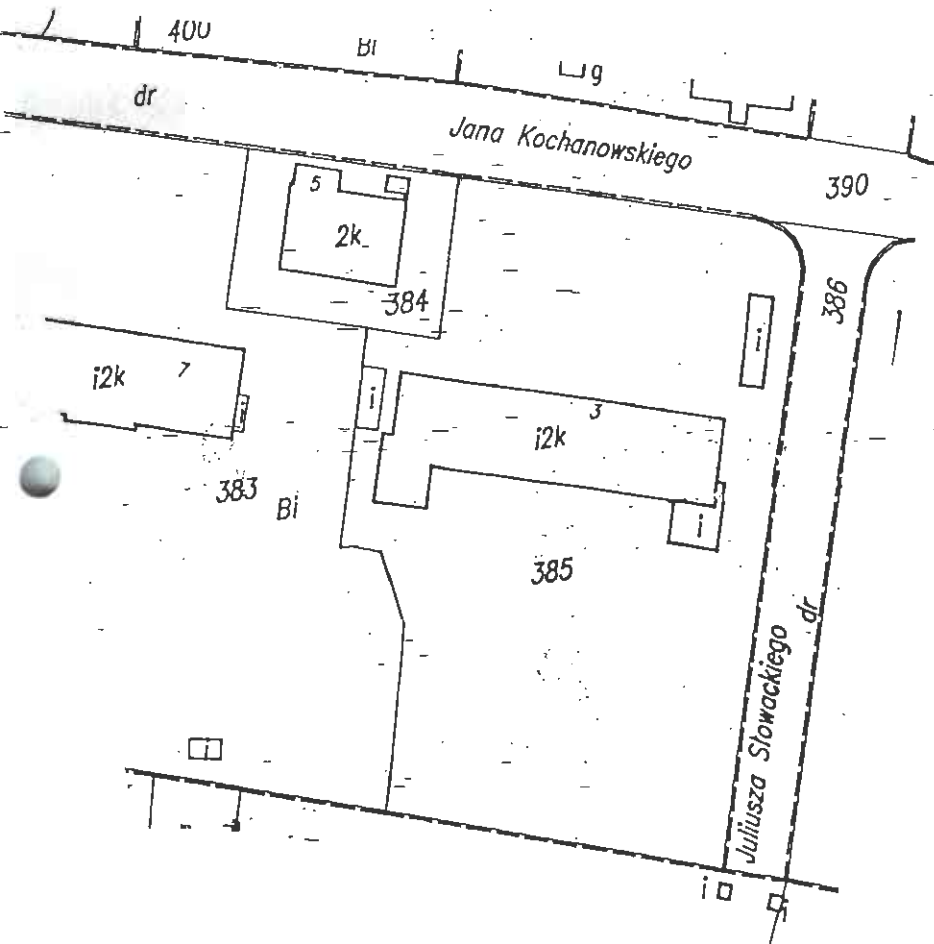 400
Bi
g
dr
Jana Kochanowskiego
390
5
2k
384
386
i2k
7
i
i
i
3
i2k
383
Bi
i
385
dr
Juliusza Słowackiego
i
i
i